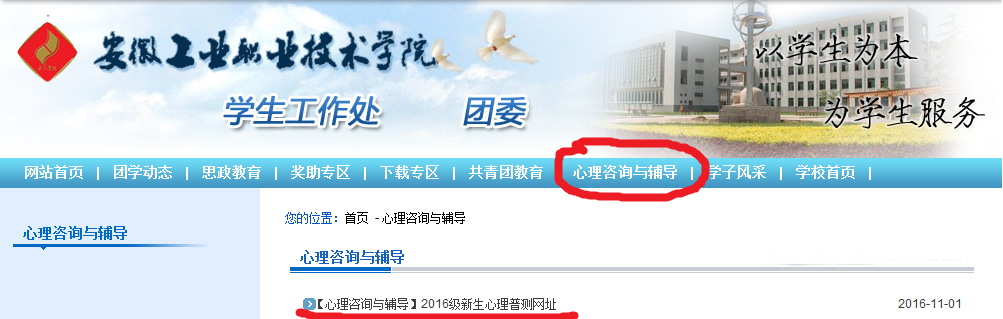 安徽工业职业技术学院
以学生为本
学生工作处 团委
为学生服务
网站首页 | 团学动态 | 思政教育 | 奖助专区 | 下载专区 | 共青团教育 心理咨询与辅导 | 学子风采 | 学校首页 |
心理咨询与辅导
您的位置：首页 - 心理咨询与辅导
心理咨询与辅导
【心理咨询与辅导】2016级新生心理普测网址 2016-11-01